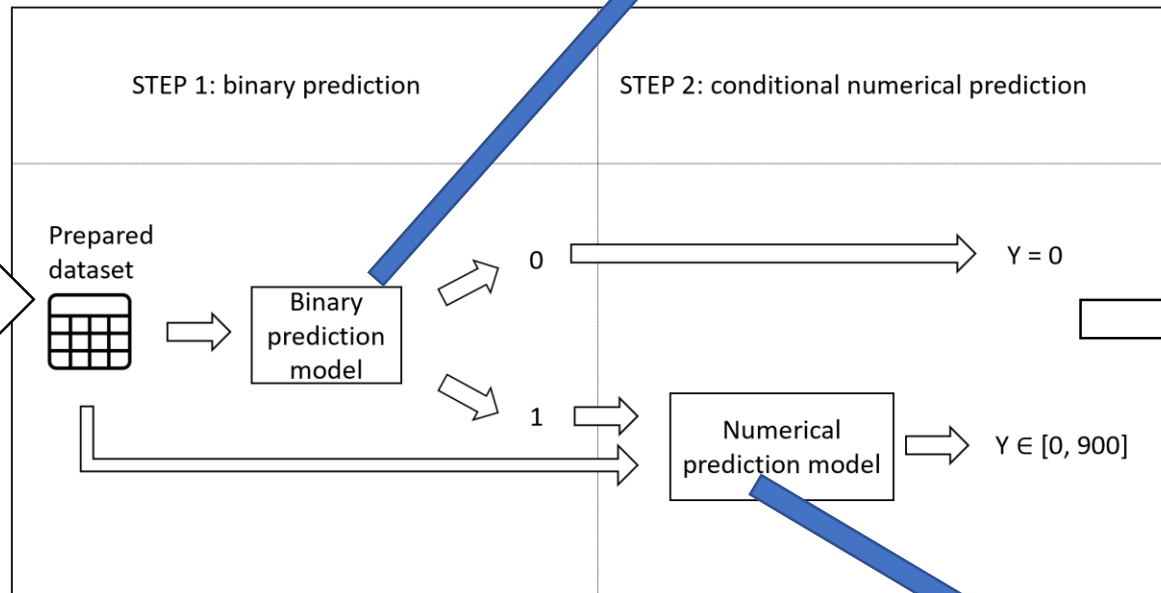 STEP 1: binary prediction
STEP 2: conditional numerical prediction
Prepared
dataset
Binary
prediction
model
0
Y = 0
1
Numerical
prediction model
Y ∈ [0, 900]